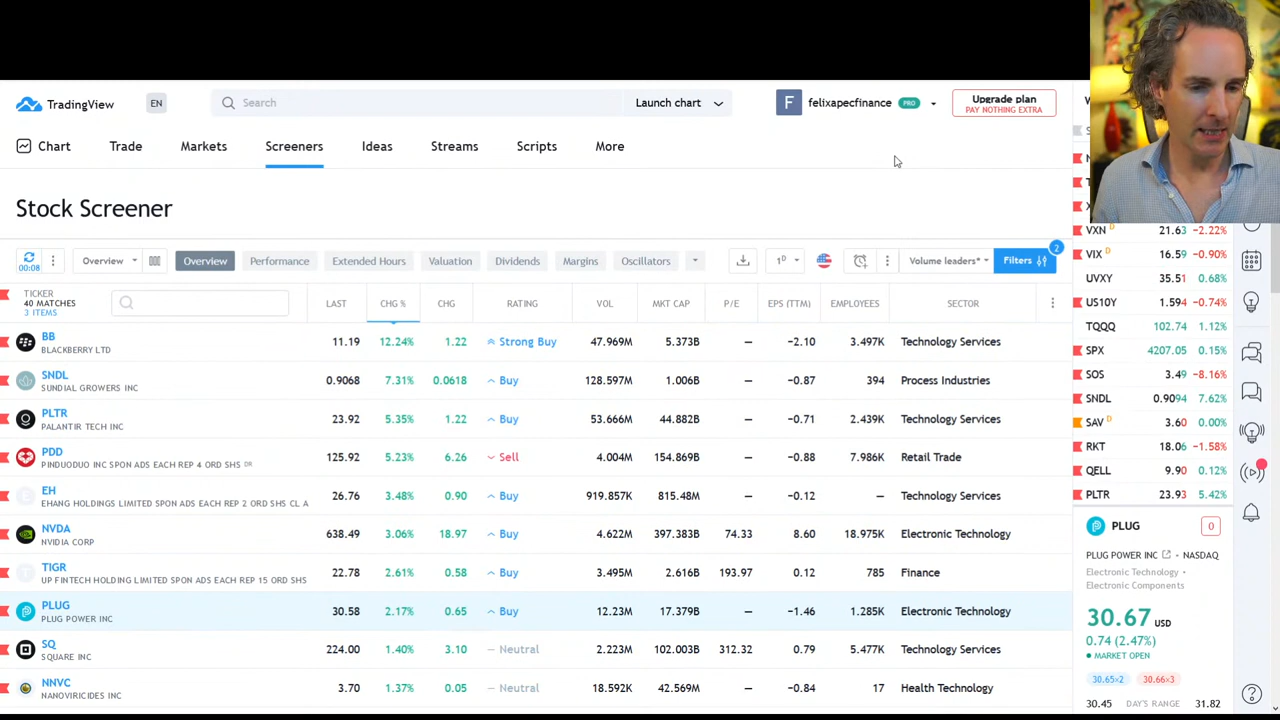 TradingView EN Search Launch chart F felixapecfinance PRO Upgrade plan
PAY NOTHING EXTRA
Chart Trade Markets Screeners Ideas Streams Scripts More
Stock Screener
00:08 Overview Overview Performance Extended Hours Valuation Dividends Margins Oscillators 1D Volume leaders* Filters 2
TICKER
40 MATCHES
3 ITEMS
LAST CHG % CHG RATING VOL MKT CAP P/E EPS (TTM) EMPLOYEES SECTOR
BB 11.19 12.24% 1.22 Strong Buy 47.969M 5.373B — −2.10 3.497K Technology Services
BLACKBERRY LTD
SNDL 0.9068 7.31% 0.0618 Buy 128.597M 1.006B — −0.87 394 Process Industries
SUNDIAL GROWERS INC
PLTR 23.92 5.35% 1.22 Buy 53.666M 44.882B — −0.71 2.439K Technology Services
PALANTIR TECH INC
PDD 125.92 5.23% 6.26 Sell 4.004M 154.869B — −0.88 7.986K Retail Trade
PINDUODUO INC SPON ADS EACH REP 4 ORD SHS DR
EH 26.76 3.48% 0.90 Buy 919.857K 815.48M — −0.12 — Technology Services
EHANG HOLDINGS LIMITED SPON ADS EACH REP 2 ORD SHS CL A
NVDA 638.49 3.06% 18.97 Buy 4.622M 397.383B 74.33 8.60 18.975K Electronic Technology
NVIDIA CORP
TIGR 22.78 2.61% 0.58 Buy 3.495M 2.616B 193.97 0.12 785 Finance
UP FINTECH HOLDING LIMITED SPON ADS EACH REP 15 ORD SHS
PLUG 30.58 2.17% 0.65 Buy 12.23M 17.379B — −1.46 1.285K Electronic Technology
PLUG POWER INC
SQ 224.00 1.40% 3.10 Neutral 2.223M 102.003B 312.32 0.79 5.477K Technology Services
SQUARE INC
NNVC 3.70 1.37% 0.05 Neutral 18.592K 42.569M — −0.84 17 Health Technology
NANOVIRICIDES INC
VXN D 21.63 −2.22%
VIX D 16.59 −0.90%
UVXY 35.51 0.68%
US10Y 1.594 −0.74%
TQQQ 102.74 1.12%
SPX 4207.05 0.15%
SOS 3.49 −8.16%
SNDL 0.9094 7.62%
SAV D 3.60 0.00%
RKT 18.06 −1.58%
QELL 9.90 0.12%
PLTR 23.93 5.42%
PLUG 0
PLUG POWER INC • NASDAQ
Electronic Technology •
Electronic Components
30.67 USD
0.74 (2.47%)
• MARKET OPEN
30.65×2 30.66×3
30.45 DAY'S RANGE 31.82